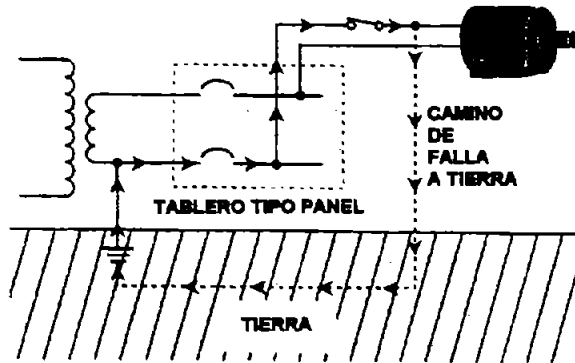 CAMINO
DE
FALLA
A TIERRA
TABLERO TIPO PANEL
TIERRA